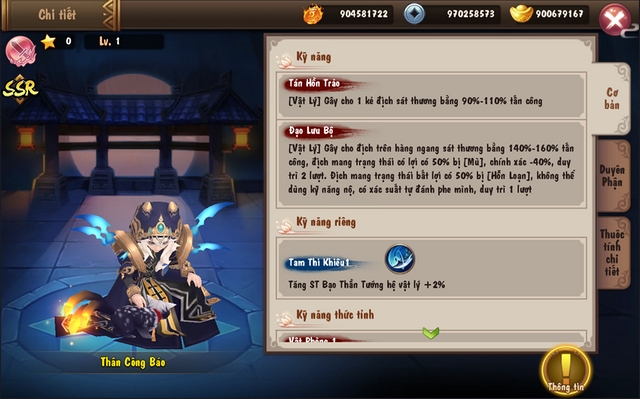 Chi tiết
904581722
970258573
900679167
0
Lv. 1
SSR
Kỹ năng
Tán Hồn Trảo
[Vật Lý] Gây cho 1 kẻ địch sát thương bằng 90%-110% tấn công
Đạo Lưu Bộ
[Vật Lý] Gây cho địch trên hàng ngang sát thương bằng 140%-160% tấn
công, địch mang trạng thái có lợi có 50% bị [Mù], chính xác -40%, duy
trì 2 lượt. Địch mang trạng thái bất lợi có 50% bị [Hỗn Loạn], không thể
dùng kỹ năng nộ, có xác suất tự đánh phe mình, duy trì 1 lượt
Kỹ năng riêng
Tam Thi Khiếu1
Tăng ST Bạo Thần Tướng hệ vật lý +2%
Kỹ năng thức tỉnh
Vật Phòng 1
Cơ
bản
Duyên
Phận
Thuộc
tính
chi
tiết
Thân Công Báo
Thông tin